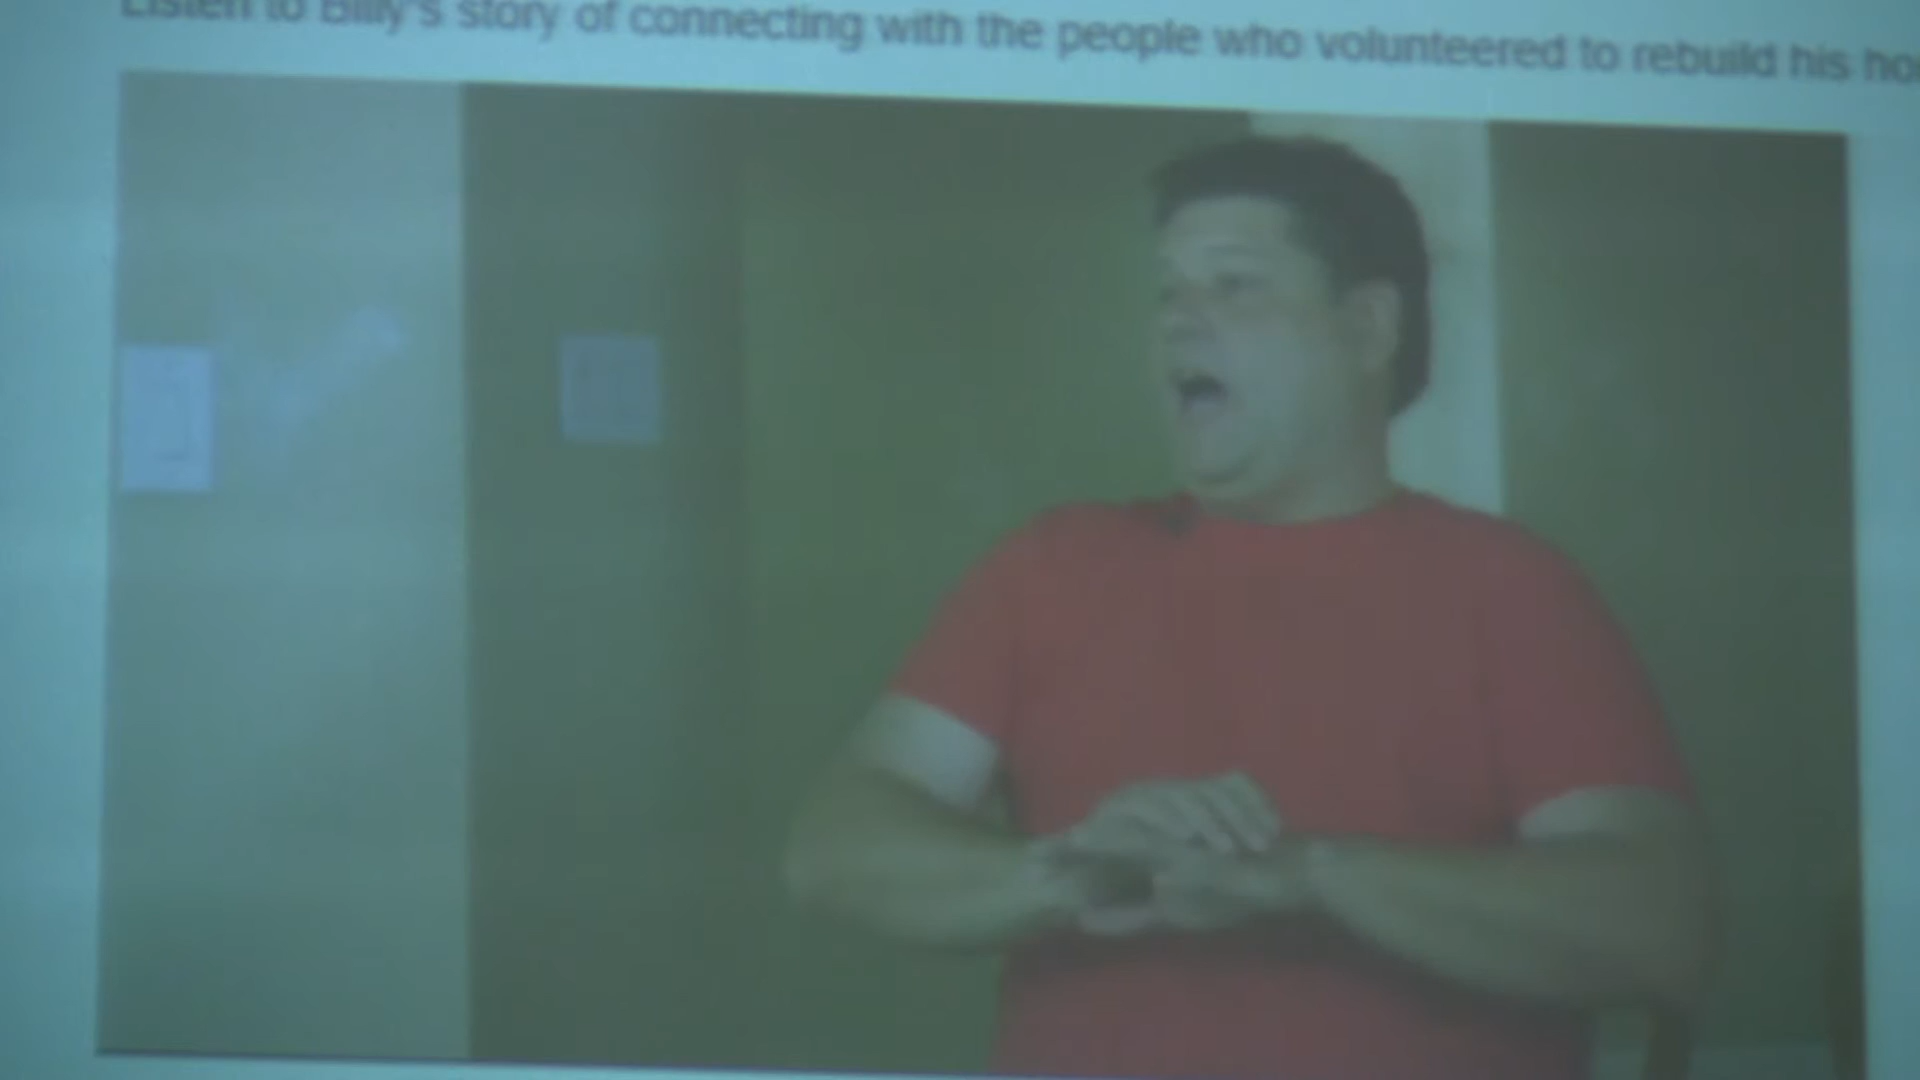 Listen to Billy's story of connecting with the people who volunteered to rebuild his